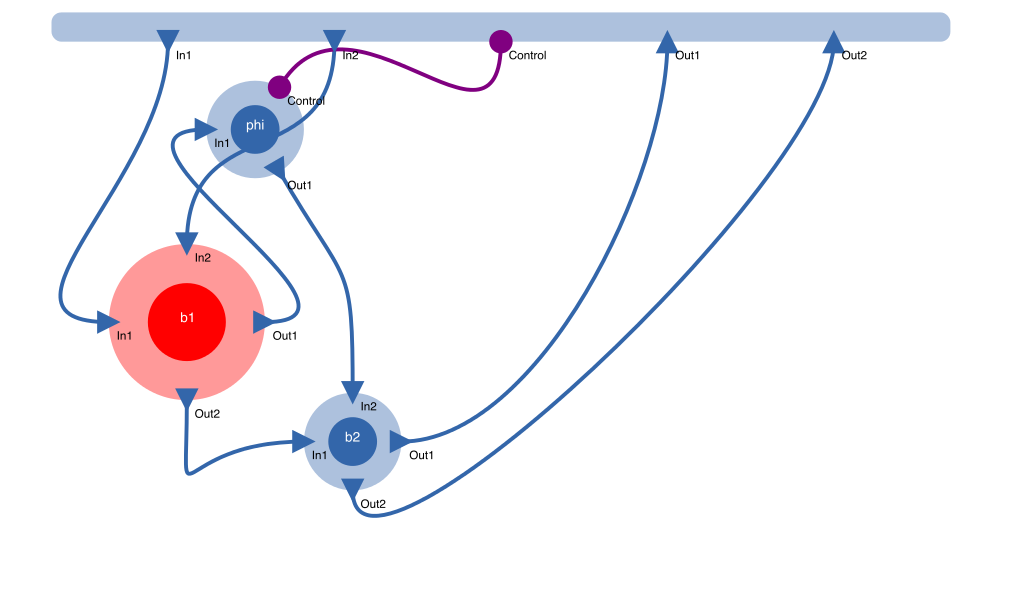 In1
In2
Control
Out1
Out2
Control
phi
In1
Out1
In2
b1
In1
Out1
Out2
In2
b2
In1
Out1
Out2